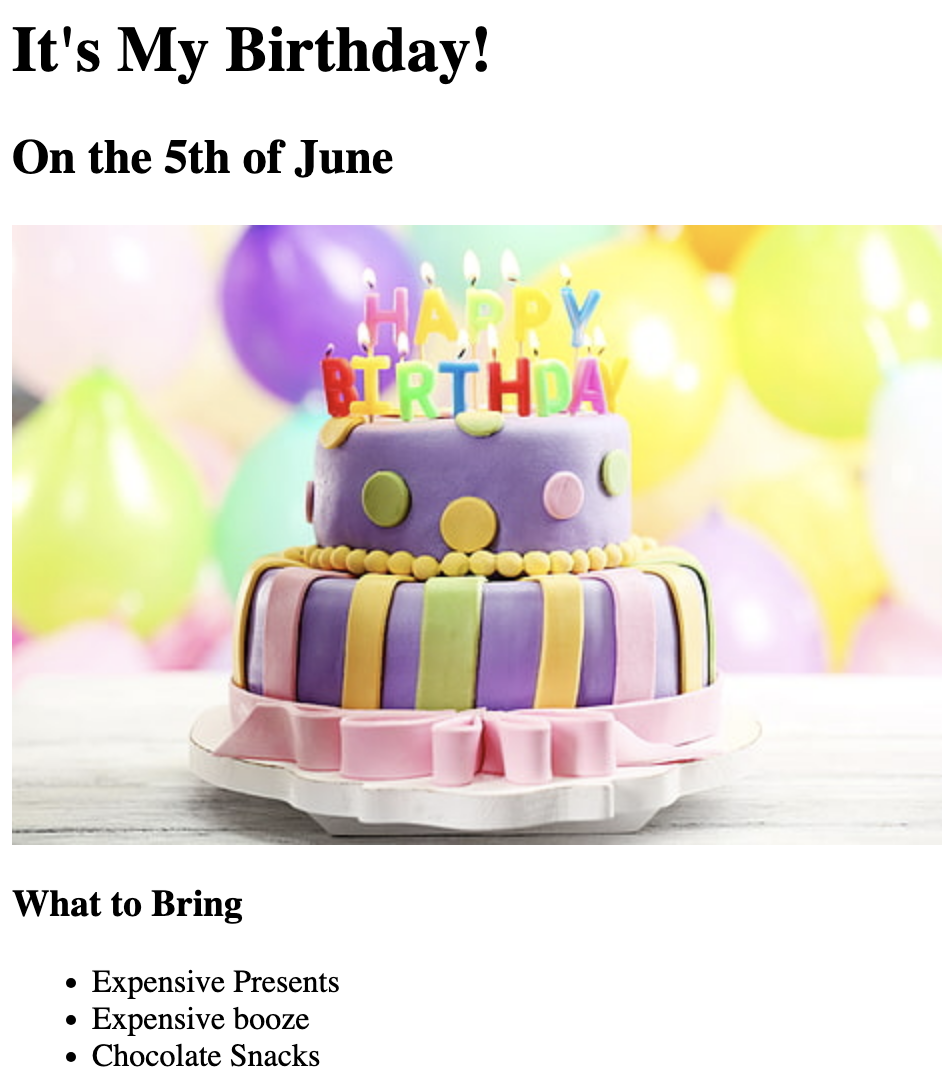 It's My Birthday!
On the 5th of June
HAPPY
BIRTHDAY
What to Bring
Expensive Presents
Expensive booze
Chocolate Snacks